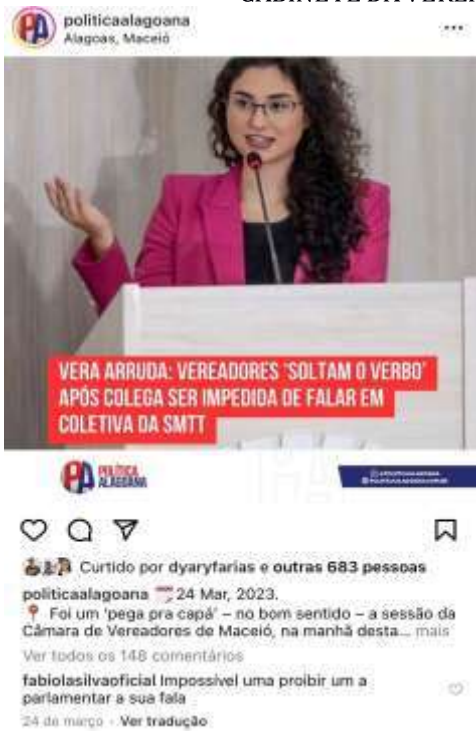 GABINETE DA VEREA
politicaalagoana
Alagoas, Maceió
VERA ARRUDA: VEREADORES 'SOLTAM O VERBO'
APÓS COLEGA SER IMPEDIDA DE FALAR EM
COLETIVA DA SMTT
POLÍTICA
ALAGOANA
Curtido por dyaryfarias e outras 683 pessoas
politicaalagoana 📅 24 Mar, 2023.
📍 Foi um 'pega pra capá' – no bom sentido – a sessão da
Câmara de Vereadores de Maceió, na manhã desta... mais
Ver todos os 148 comentários
fabiolasilvaoficial Impossível uma proibir um a
parlamentar a sua fala
24 de março · Ver tradução